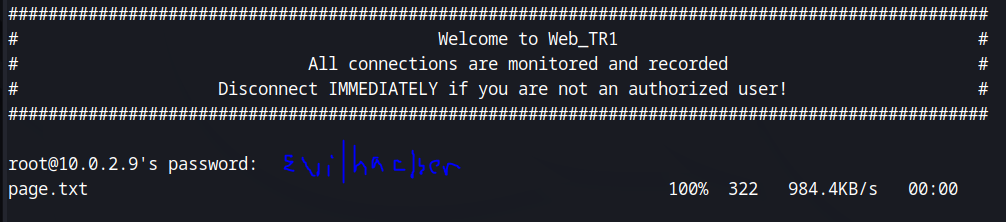 ###################################################################################################
# Welcome to Web_TR1 #
# All connections are monitored and recorded #
# Disconnect IMMEDIATELY if you are not an authorized user! #
###################################################################################################
root@10.0.2.9's password:
page.txt 100% 322 984.4KB/s 00:00